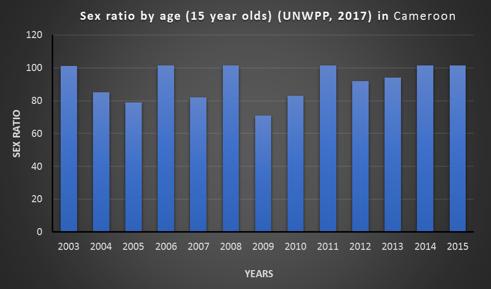 Sex ratio by age (15 year olds) (UNWPP, 2017) in Cameroon
120
100
80
60
40
20
0
SEX RATIO
2003 2004 2005 2006 2007 2008 2009 2010 2011 2012 2013 2014 2015
YEARS